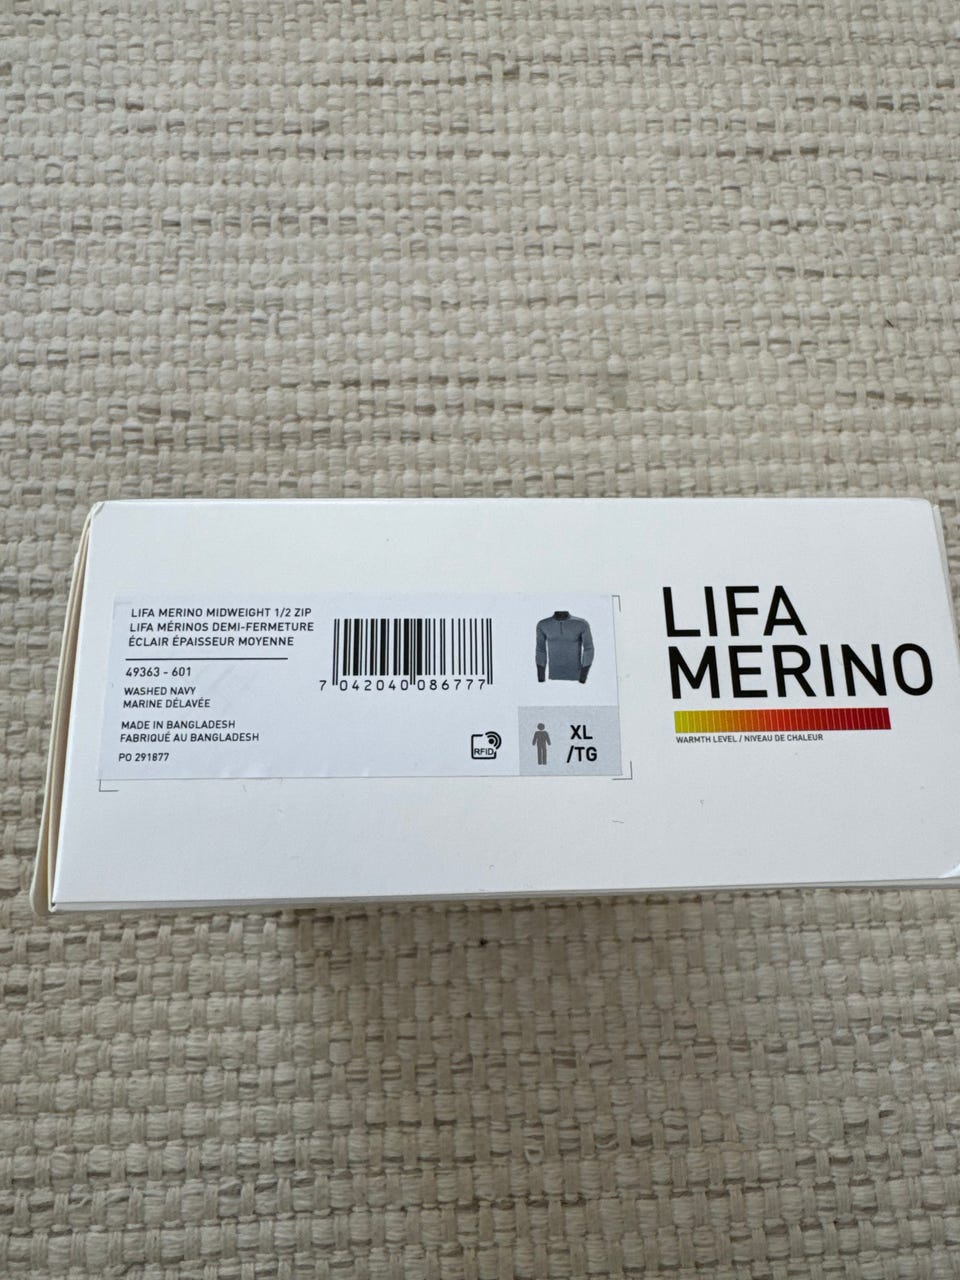 LIFA MERINO MIDWEIGHT 1/2 ZIP
LIFA MÉRINOS DEMI-FERMETURE
ÉCLAIR ÉPAISSEUR MOYENNE
49363 - 601
WASHED NAVY
MARINE DÉLAVÉE
MADE IN BANGLADESH
FABRIQUÉ AU BANGLADESH
PO 291877
7 042040 086777
RFID
XL
/TG
LIFA
MERINO
WARMTH LEVEL / NIVEAU DE CHALEUR